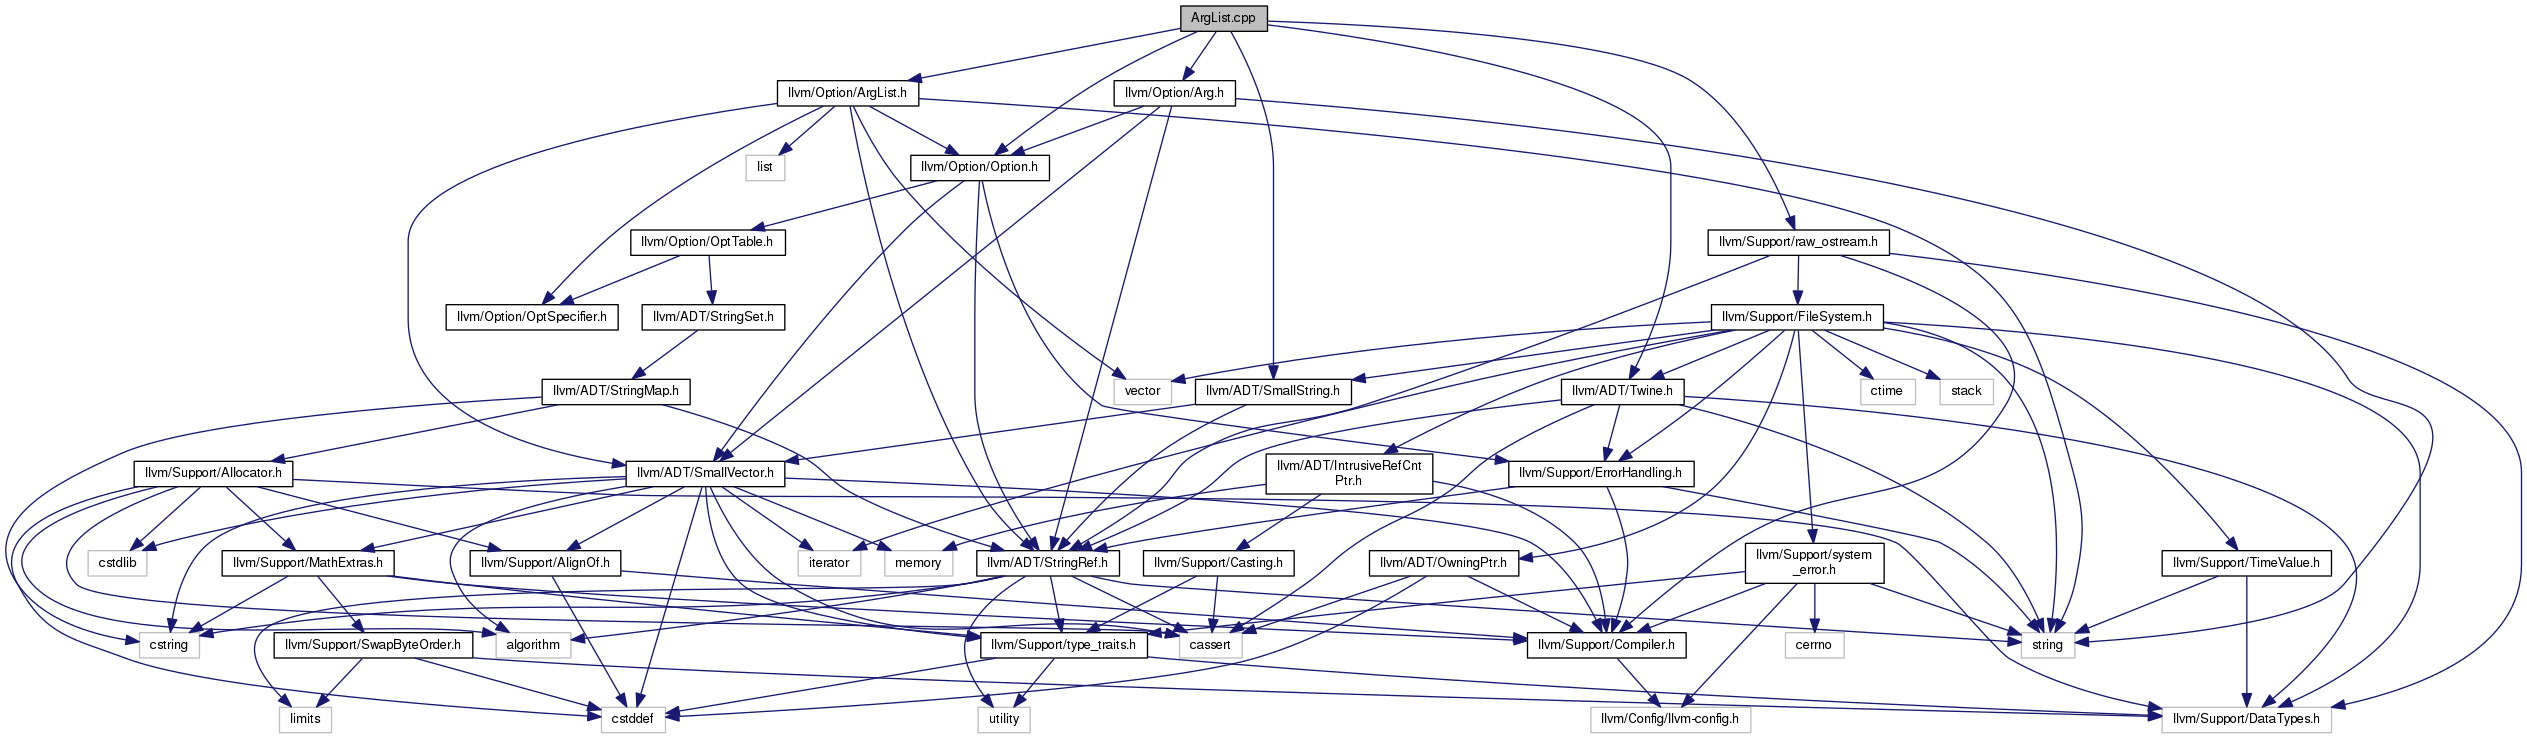 ArgList.cpp
llvm/Option/ArgList.h
llvm/Option/Arg.h
list
llvm/Option/Option.h
llvm/Option/OptTable.h
llvm/Support/raw_ostream.h
llvm/Option/OptSpecifier.h
llvm/ADT/StringSet.h
llvm/Support/FileSystem.h
llvm/ADT/StringMap.h
vector
llvm/ADT/SmallString.h
llvm/ADT/Twine.h
ctime
stack
llvm/Support/Allocator.h
llvm/ADT/SmallVector.h
llvm/ADT/IntrusiveRefCnt
Ptr.h
llvm/Support/ErrorHandling.h
cstdlib
llvm/Support/MathExtras.h
llvm/Support/AlignOf.h
iterator
memory
llvm/ADT/StringRef.h
llvm/Support/Casting.h
llvm/ADT/OwningPtr.h
llvm/Support/system
_error.h
llvm/Support/TimeValue.h
cstring
llvm/Support/SwapByteOrder.h
algorithm
llvm/Support/type_traits.h
cassert
llvm/Support/Compiler.h
cerrno
string
limits
cstddef
utility
llvm/Config/llvm-config.h
llvm/Support/DataTypes.h